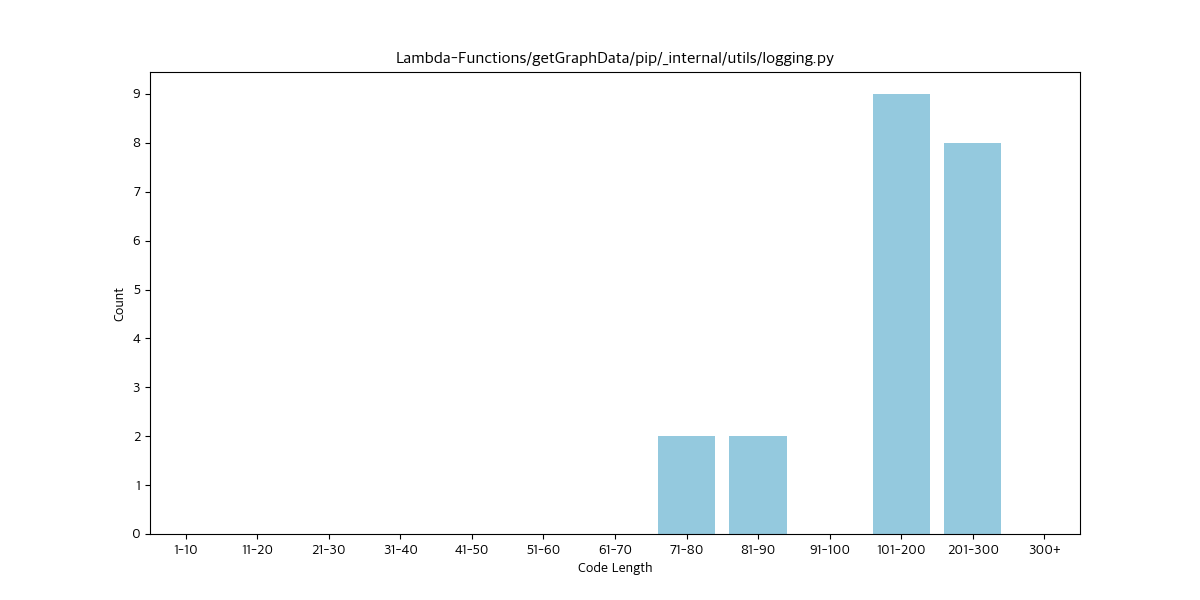 Lambda-Functions/getGraphData/pip/_internal/utils/logging.py
9
8
7
6
5
4
3
2
1
0
Count
1-10 11-20 21-30 31-40 41-50 51-60 61-70 71-80 81-90 91-100 101-200 201-300 300+
Code Length